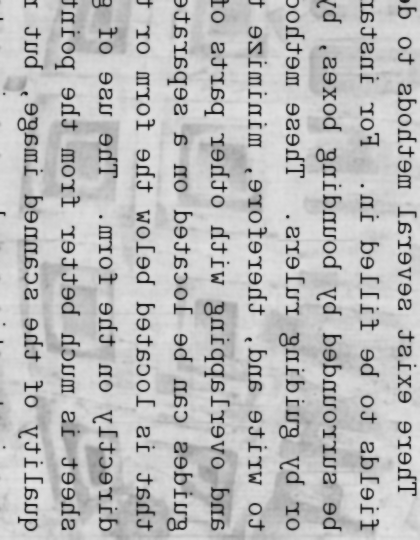 There exist several methods to
fields to be filled in. For instan
be surrounded by bounding boxes, by
or by guiding rulers. These method
to write and, therefore, minimize t
and overlapping with other parts of
guides can be located on a separate
that is located below the form or t
directly on the form. The use of g
sheet is much better from the point
quality of the scanned image, but r